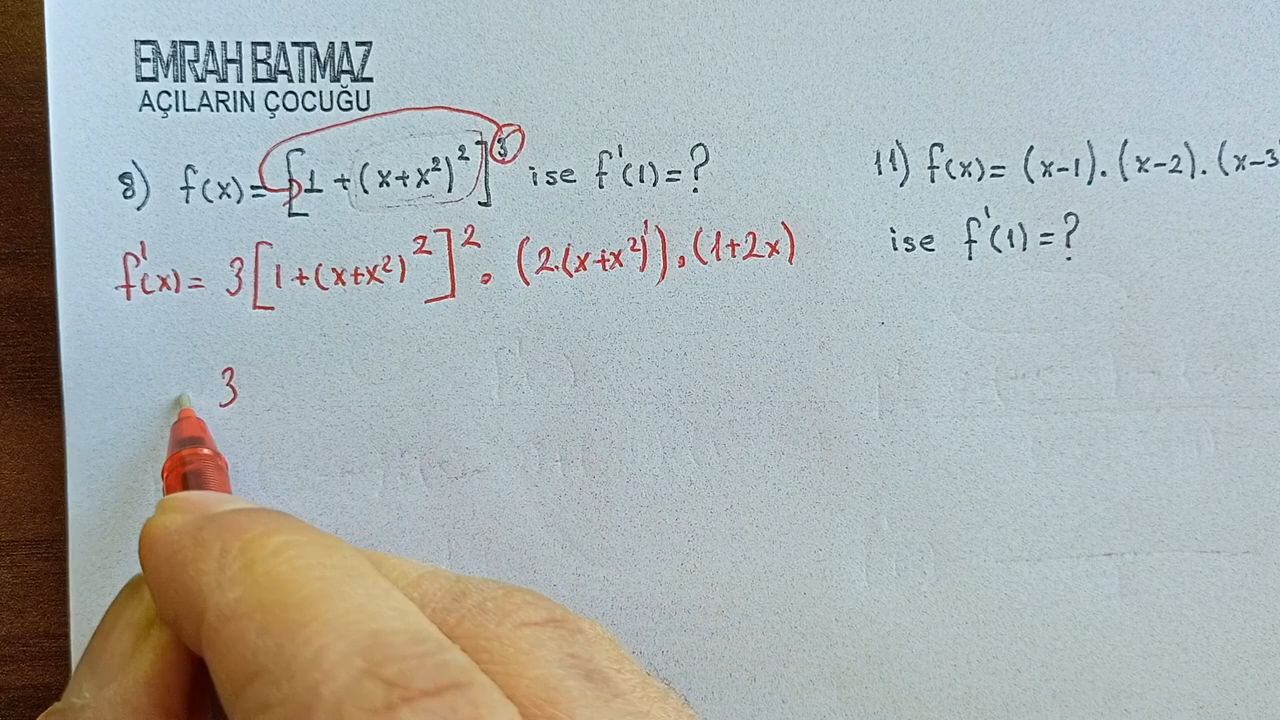 EMRAH BATMAZ
AÇILARIN ÇOCUĞU
8) f(x)= [1 + (x+x²)²]³ ise f'(1)=?
f'(x)= 3[1+(x+x²)²]² . (2.(x+x²)¹).(1+2x)
3
11) f(x)= (x-1).(x-2).(x-3
ise f'(1)=?